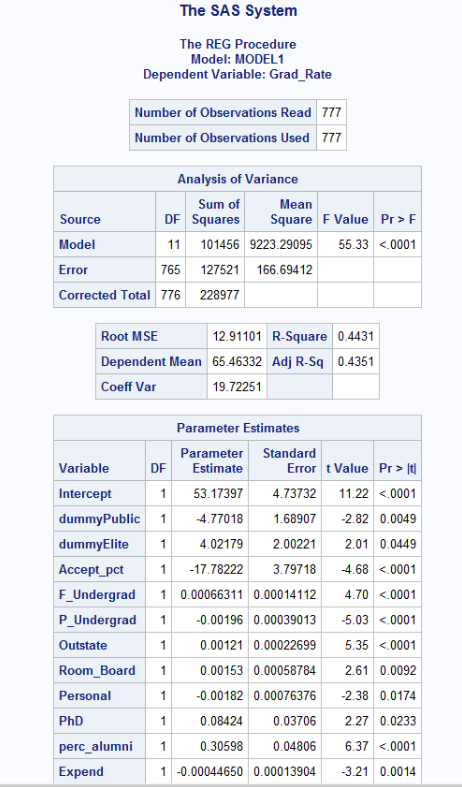 The SAS System
The REG Procedure
Model: MODEL1
Dependent Variable: Grad_Rate
Number of Observations Read 777
Number of Observations Used 777
Analysis of Variance
Source DF Sum of Squares Mean Square F Value Pr > F
Model 11 101456 9223.29095 55.33 <.0001
Error 765 127521 166.69412
Corrected Total 776 228977
Root MSE 12.91101 R-Square 0.4431
Dependent Mean 65.46332 Adj R-Sq 0.4351
Coeff Var 19.72251
Parameter Estimates
Variable DF Parameter Estimate Standard Error t Value Pr > |t|
Intercept 1 53.17397 4.73732 11.22 <.0001
dummyPublic 1 -4.77018 1.68907 -2.82 0.0049
dummyElite 1 4.02179 2.00221 2.01 0.0449
Accept_pct 1 -17.78222 3.79718 -4.68 <.0001
F_Undergrad 1 0.00066311 0.00014112 4.70 <.0001
P_Undergrad 1 -0.00196 0.00039013 -5.03 <.0001
Outstate 1 0.00121 0.00022699 5.35 <.0001
Room_Board 1 0.00153 0.00058784 2.61 0.0092
Personal 1 -0.00182 0.00076376 -2.38 0.0174
PhD 1 0.08424 0.03706 2.27 0.0233
perc_alumni 1 0.30598 0.04806 6.37 <.0001
Expend 1 -0.00044650 0.00013904 -3.21 0.0014